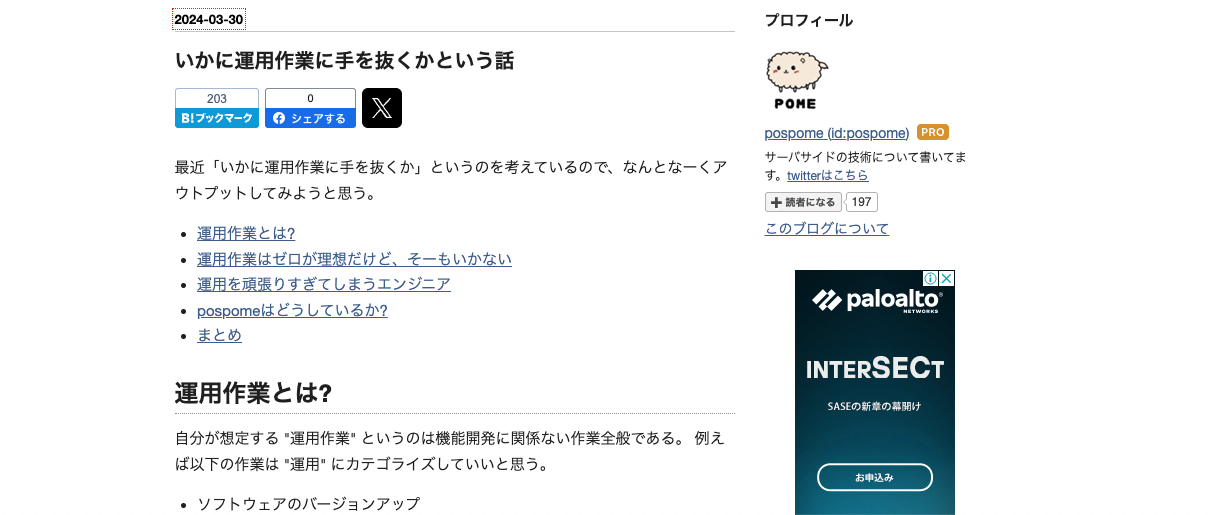 2024-03-30
いかに運用作業に手を抜くかという話
203
B!ブックマーク
0
シェアする
最近「いかに運用作業に手を抜くか」というのを考えているので、なんとなーくア
ウトプットしてみようと思う。
運用作業とは?
運用作業はゼロが理想だけど、そーもいかない
運用を頑張りすぎてしまうエンジニア
pospomeはどうしているか?
まとめ
運用作業とは?
自分が想定する "運用作業" というのは機能開発に関係ない作業全般である。 例え
ば以下の作業は "運用" にカテゴライズしていいと思う。
ソフトウェアのバージョンアップ
プロフィール
POME
pospome (id:pospome) PRO
サーバサイドの技術について書いてま
す。twitterはこちら
読者になる 197
このブログについて
paloalto
NETWORKS
INTERSECT
SASEの新章の幕開け
お申込み